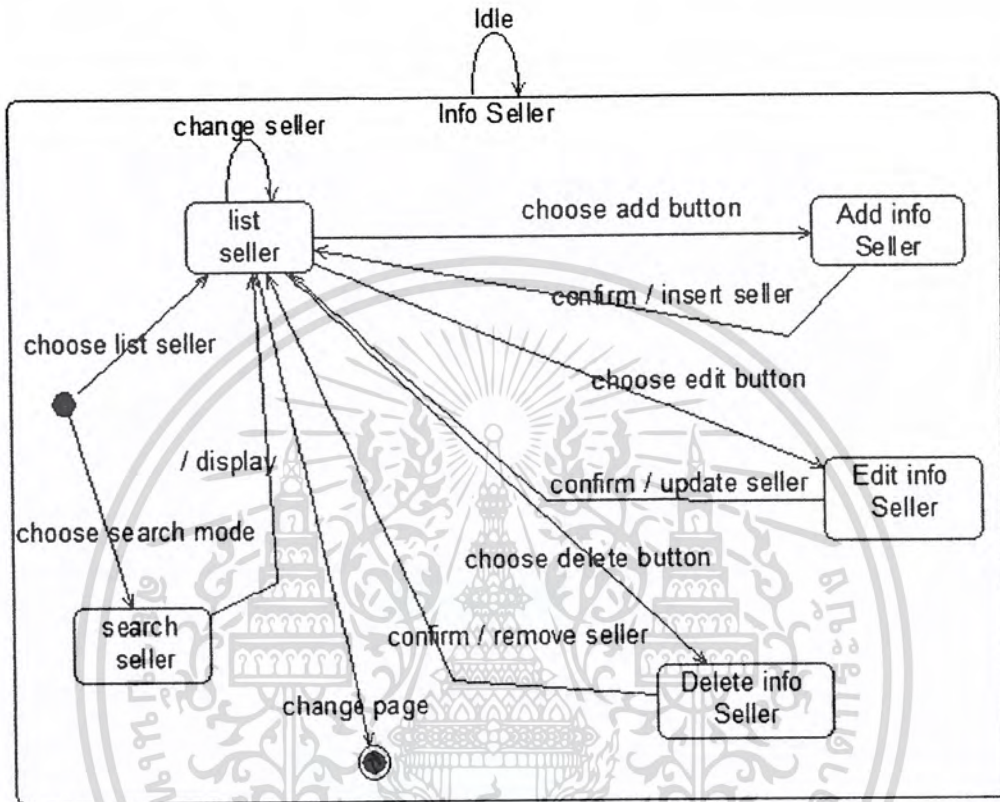 Idle
Info Seller
change seller
list
seller
choose add button
Add info
Seller
confirm / insert seller
choose list seller
choose edit button
/ display
confirm / update seller
Edit info
Seller
choose search mode
choose delete button
search
seller
confirm / remove seller
Delete info
Seller
change page